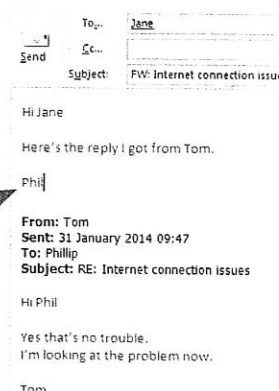 To...
Jane
Send
Cc...
Subject:
FW: Internet connection issue
Hi Jane
Here's the reply I got from Tom.
Phil
From: Tom
Sent: 31 January 2014 09:47
To: Phillip
Subject: RE: Internet connection issues
Hi Phil
Yes that's no trouble.
I'm looking at the problem now.
Tom